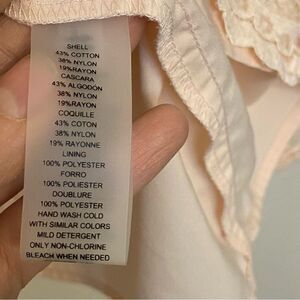 SHELL
43% COTTON
38% NYLON
19%RAYON
CASCARA
43% ALGODÓN
38% NYLON
19%RAYON
COQUILLE
43% COTON
38% NYLON
19% RAYONNE
LINING
100% POLYESTER
FORRO
100% POLIESTER
DOUBLURE
100% POLYESTER
HAND WASH COLD
WITH SIMILAR COLORS
MILD DETERGENT
ONLY NON-CHLORINE
BLEACH WHEN NEEDED